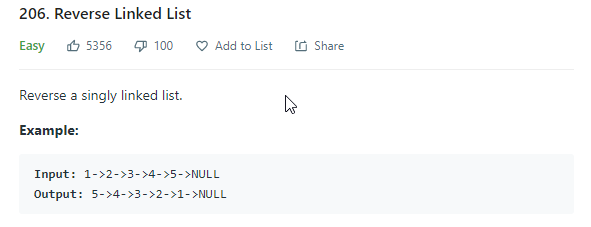 206. Reverse Linked List
Easy 5356 100 Add to List Share
Reverse a singly linked list.
Example:
Input: 1->2->3->4->5->NULL
Output: 5->4->3->2->1->NULL